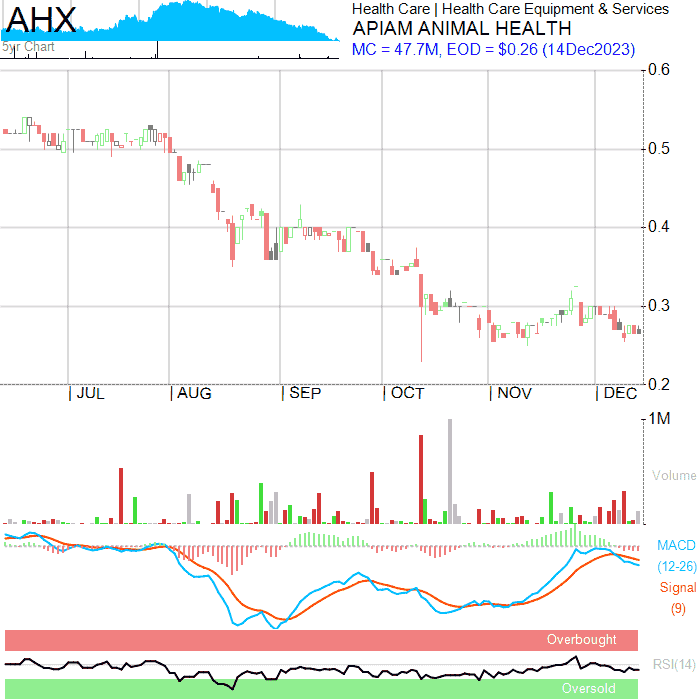 AHX
5yr Chart
Health Care | Health Care Equipment & Services
APIAM ANIMAL HEALTH
MC = 47.7M, EOD = $0.26 (14Dec2023)
0.6
0.5
0.4
0.3
0.2
JUL AUG SEP OCT NOV DEC
1M
Volume
MACD
(12-26)
Signal
(9)
Overbought
RSI(14)
Oversold